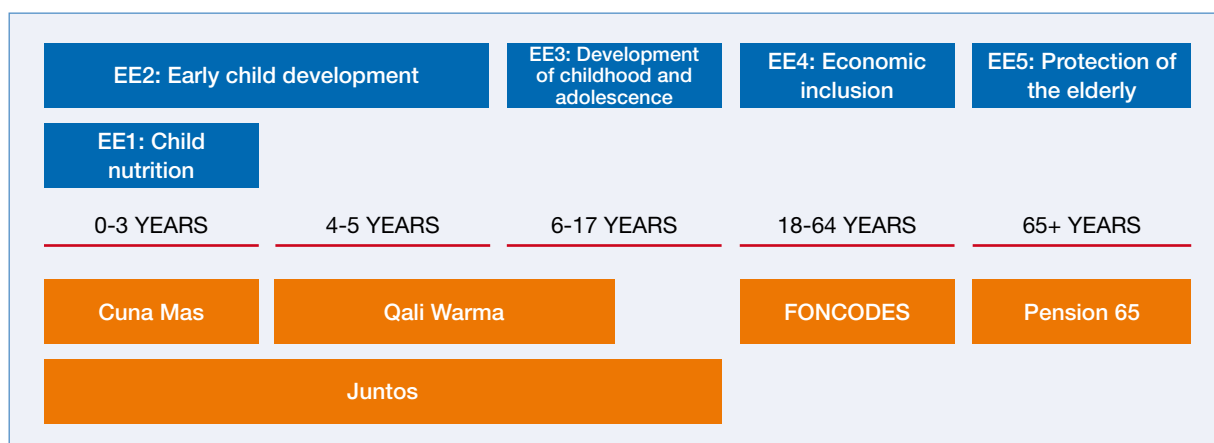 EE2: Early child development
EE3: Development
of childhood and
adolescence
EE4: Economic
inclusion
EE5: Protection of
the elderly
EE1: Child
nutrition
0-3 YEARS
4-5 YEARS
6-17 YEARS
18-64 YEARS
65+ YEARS
Cuna Mas
Qali Warma
FONCODES
Pension 65
Juntos